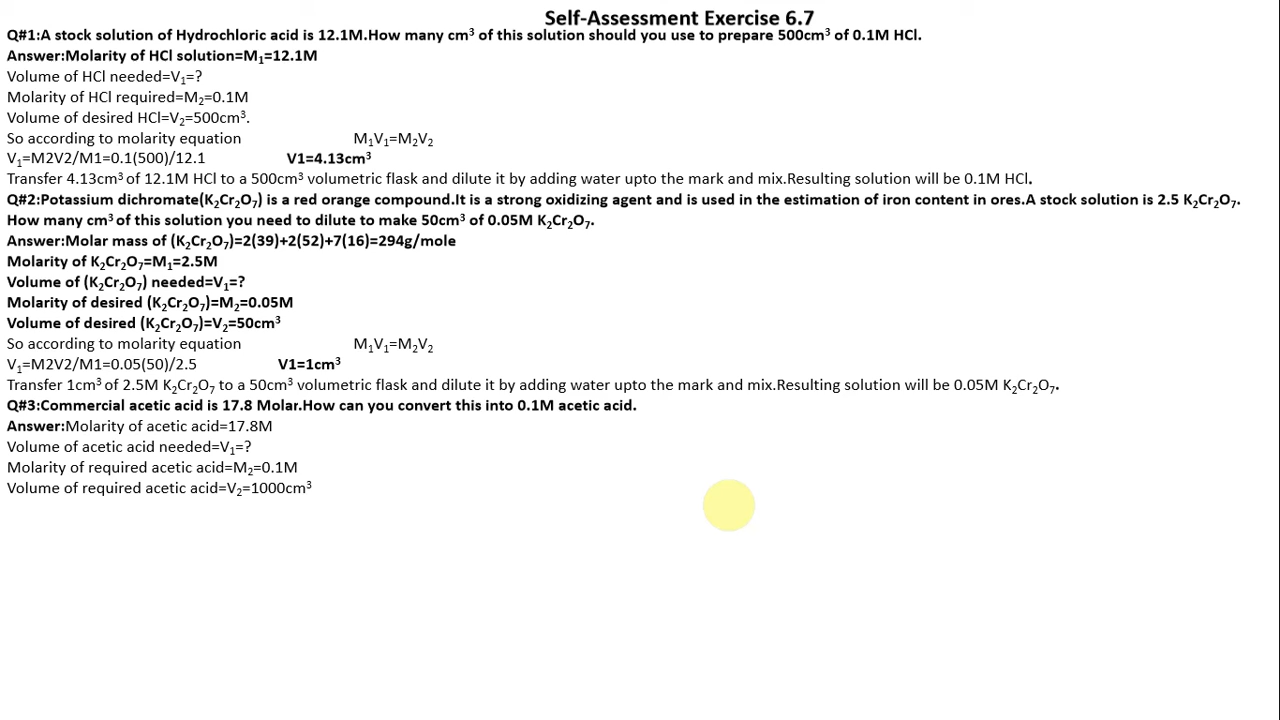 Self-Assessment Exercise 6.7
Q#1:A stock solution of Hydrochloric acid is 12.1M.How many cm³ of this solution should you use to prepare 500cm³ of 0.1M HCl.
Answer:Molarity of HCl solution=M₁=12.1M
Volume of HCl needed=V₁=?
Molarity of HCl required=M₂=0.1M
Volume of desired HCl=V₂=500cm³.
So according to molarity equation M₁V₁=M₂V₂
V₁=M2V2/M1=0.1(500)/12.1 V1=4.13cm³
Transfer 4.13cm³ of 12.1M HCl to a 500cm³ volumetric flask and dilute it by adding water upto the mark and mix.Resulting solution will be 0.1M HCl.
Q#2:Potassium dichromate(K₂Cr₂O₇) is a red orange compound.It is a strong oxidizing agent and is used in the estimation of iron content in ores.A stock solution is 2.5 K₂Cr₂O₇.
How many cm³ of this solution you need to dilute to make 50cm³ of 0.05M K₂Cr₂O₇.
Answer:Molar mass of (K₂Cr₂O₇)=2(39)+2(52)+7(16)=294g/mole
Molarity of K₂Cr₂O₇=M₁=2.5M
Volume of (K₂Cr₂O₇) needed=V₁=?
Molarity of desired (K₂Cr₂O₇)=M₂=0.05M
Volume of desired (K₂Cr₂O₇)=V₂=50cm³
So according to molarity equation M₁V₁=M₂V₂
V₁=M2V2/M1=0.05(50)/2.5 V1=1cm³
Transfer 1cm³ of 2.5M K₂Cr₂O₇ to a 50cm³ volumetric flask and dilute it by adding water upto the mark and mix.Resulting solution will be 0.05M K₂Cr₂O₇.
Q#3:Commercial acetic acid is 17.8 Molar.How can you convert this into 0.1M acetic acid.
Answer:Molarity of acetic acid=17.8M
Volume of acetic acid needed=V₁=?
Molarity of required acetic acid=M₂=0.1M
Volume of required acetic acid=V₂=1000cm³